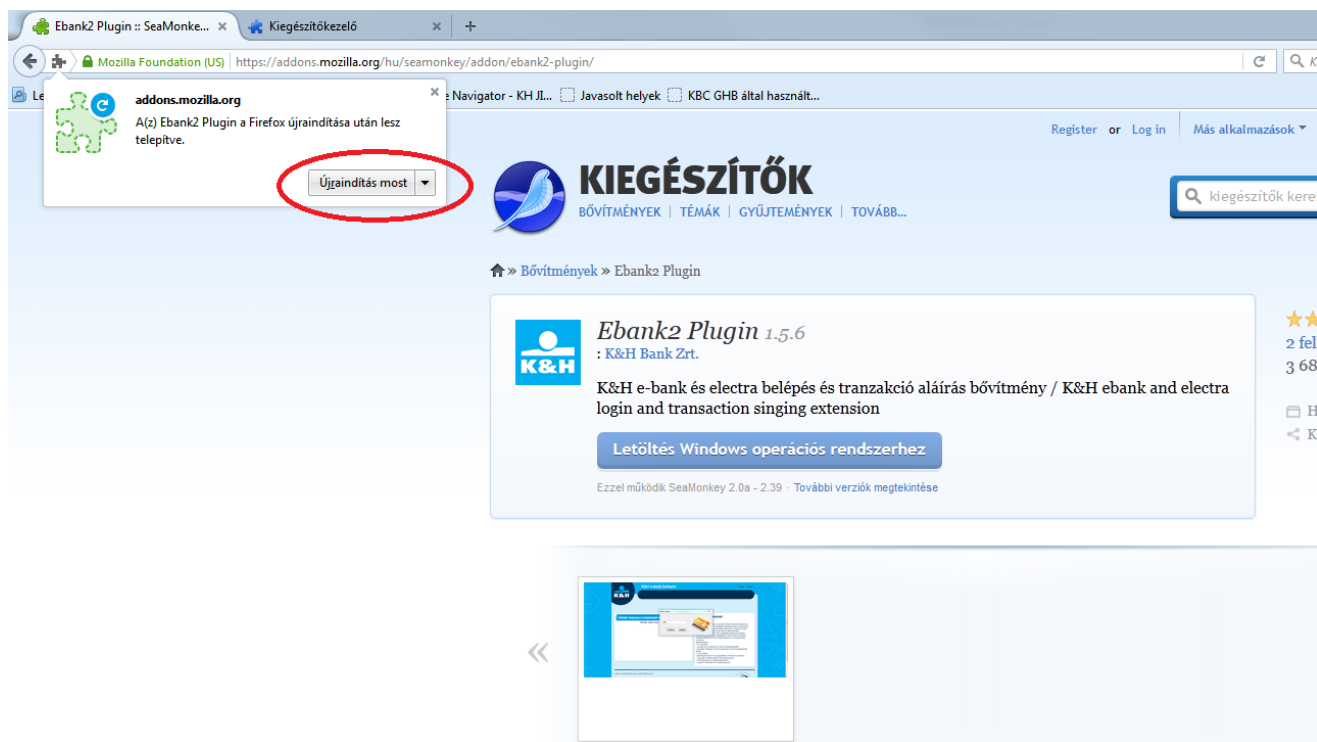 Ebank2 Plugin :: SeaMonke... ×
Kiegészítőkezelő ×
Mozilla Foundation (US) https://addons.mozilla.org/hu/seamonkey/addon/ebank2-plugin/
Le
e Navigator - KH JI... Javasolt helyek KBC GHB által használt...
addons.mozilla.org
A(z) Ebank2 Plugin a Firefox újraindítása után lesz
telepítve.
Újraindítás most
Register or Log in Más alkalmazások
KIEGÉSZÍTŐK
BŐVÍTMÉNYEK | TÉMÁK | GYŰJTEMÉNYEK | TOVÁBB...
kiegészítők kere
» Bővítmények » Ebank2 Plugin
K&H
Ebank2 Plugin 1.5.6
: K&H Bank Zrt.
K&H e-bank és electra belépés és tranzakció aláírás bővítmény / K&H ebank and electra
login and transaction singing extension
Letöltés Windows operációs rendszerhez
Ezzel működik SeaMonkey 2.0a - 2.39 · További verziók megtekintése
2 fel
3 68
H
K
«
K&H